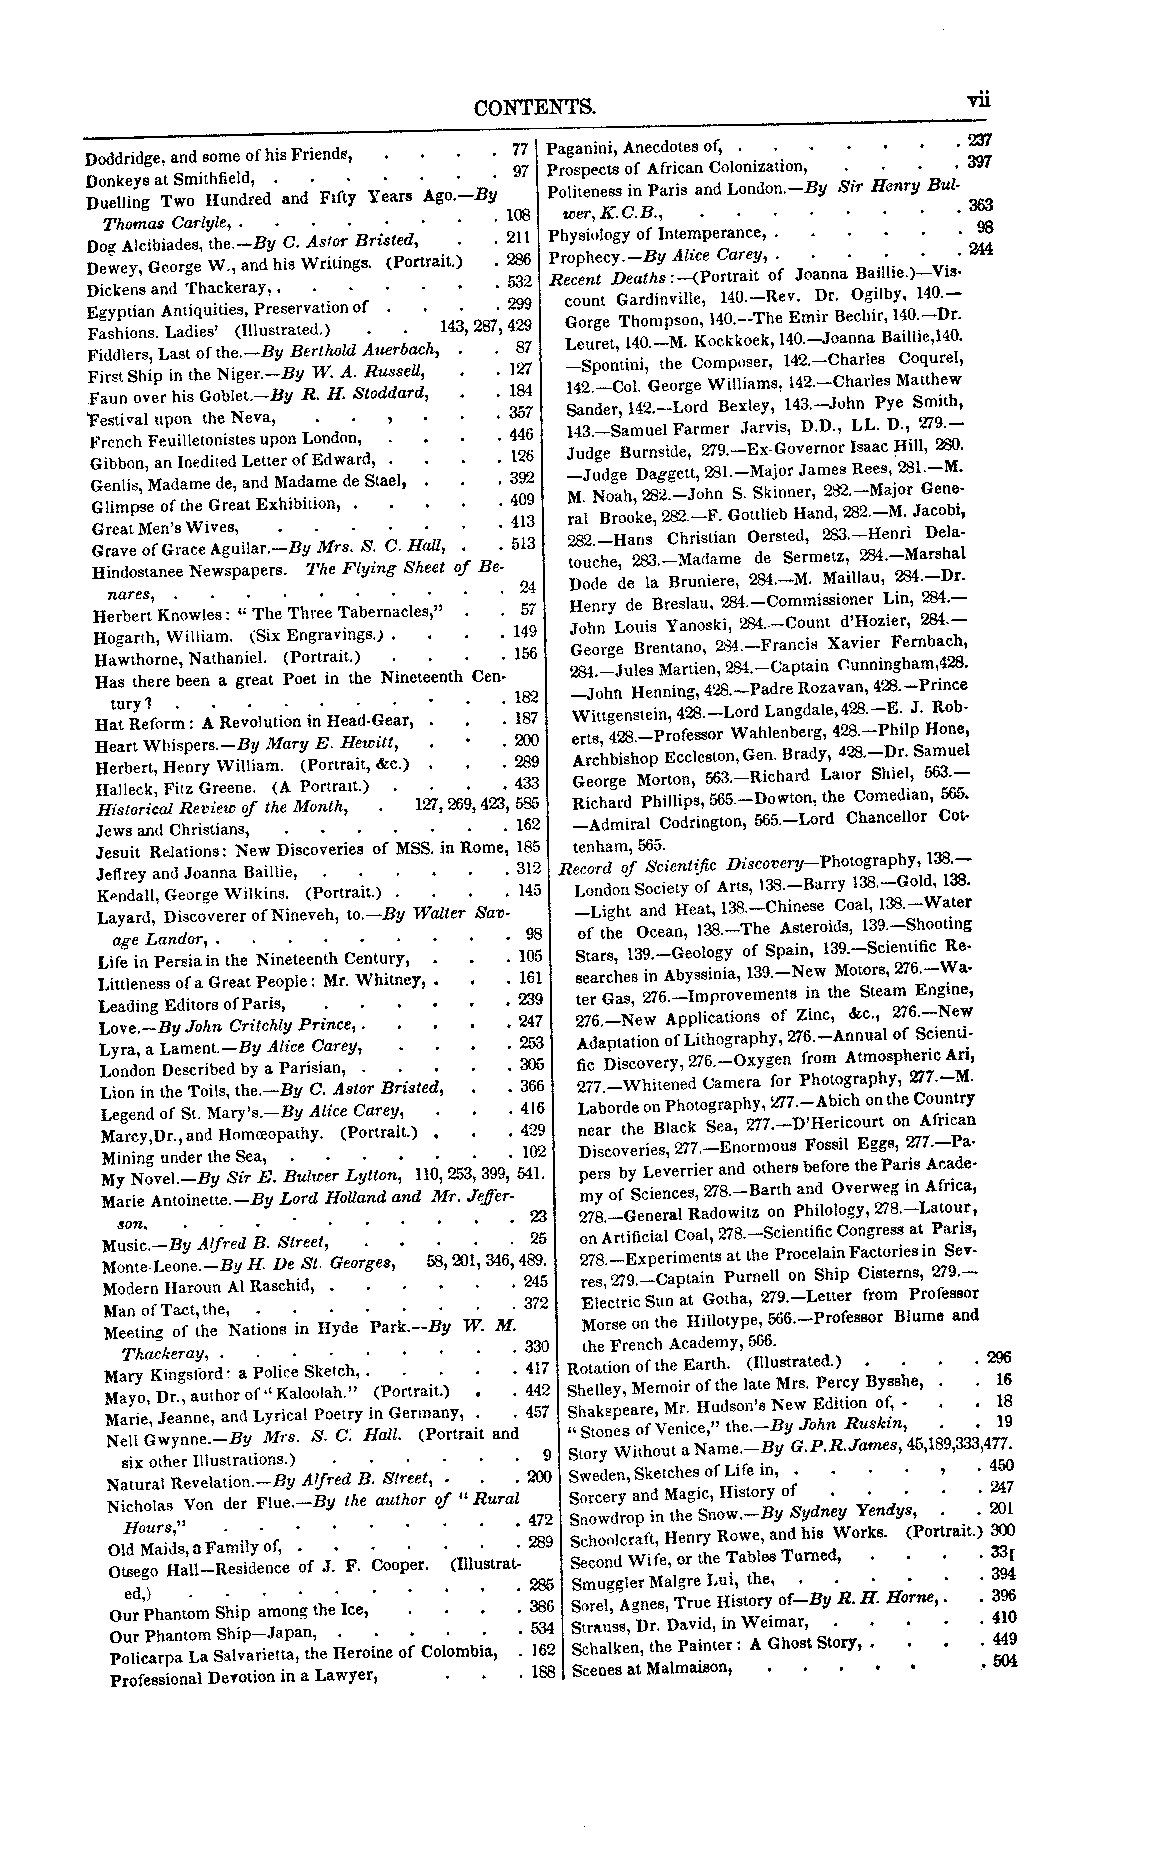 CONTENTS.
vii
Doddridge, and some of his Friends, . . . . 77
Donkeys at Smithfield, . . . . . . . 97
Duelling Two Hundred and Fifty Years Ago.—By
Thomas Carlyle, . . . . . . . . 108
Dog Alcibiades, the.—By C. Astor Bristed, . . 211
Dewey, George W., and his Writings. (Portrait.) . 286
Dickens and Thackeray, . . . . . . . 532
Egyptian Antiquities, Preservation of . . . . 299
Fashions. Ladies' (Illustrated.) . . 143, 287, 429
Fiddlers, Last of the.—By Berthold Auerbach, . . 87
First Ship in the Niger.—By W. A. Russell, . . 127
Faun over his Goblet.—By R. H. Stoddard, . . 184
Festival upon the Neva, . . , . . . 357
French Feuilletonistes upon London, . . . . 446
Gibbon, an Inedited Letter of Edward, . . . . 126
Genlis, Madame de, and Madame de Stael, . . . 392
Glimpse of the Great Exhibition, . . . . . 409
Great Men's Wives, . . . . . . . 413
Grave of Grace Aguilar.—By Mrs. S. C. Hall, . . 513
Hindostanee Newspapers. The Flying Sheet of Be-
nares, . . . . . . . . . . 24
Herbert Knowles: "The Three Tabernacles," . . 57
Hogarth, William. (Six Engravings.) . . . . 149
Hawthorne, Nathaniel. (Portrait.) . . . . 156
Has there been a great Poet in the Nineteenth Cen-
tury? . . . . . . . . . . 182
Hat Reform: A Revolution in Head-Gear, . . . 187
Heart Whispers.—By Mary E. Hewitt, . . . 200
Herbert, Henry William. (Portrait, &c.) . . . 289
Halleck, Fitz Greene. (A Portrait.) . . . . 433
Historical Review of the Month, . 127, 269, 423, 585
Jews and Christians, . . . . . . . 162
Jesuit Relations: New Discoveries of MSS. in Rome, 185
Jeffrey and Joanna Baillie, . . . . . . 312
Kendall, George Wilkins. (Portrait.) . . . . 145
Layard, Discoverer of Nineveh, to.—By Walter Sav-
age Landor, . . . . . . . . . 98
Life in Persia in the Nineteenth Century, . . . 105
Littleness of a Great People: Mr. Whitney, . . . 161
Leading Editors of Paris, . . . . . . 239
Love.—By John Critchly Prince, . . . . . 247
Lyra, a Lament.—By Alice Carey, . . . . 253
London Described by a Parisian, . . . . . 305
Lion in the Toils, the.—By C. Astor Bristed, . . 366
Legend of St. Mary's.—By Alice Carey, . . . 416
Marcy, Dr., and Homœopathy. (Portrait.) . . . 429
Mining under the Sea, . . . . . . . 102
My Novel.—By Sir E. Bulwer Lytton, 110, 253, 399, 541.
Marie Antoinette.—By Lord Holland and Mr. Jeffer-
son, . . . . . . . . . . 23
Music.—By Alfred B. Street, . . . . . 25
Monte-Leone.—By H. De St. Georges, 58, 201, 346, 489.
Modern Haroun Al Raschid, . . . . . . 245
Man of Tact, the, . . . . . . . . 372
Meeting of the Nations in Hyde Park.—By W. M.
Thackeray, . . . . . . . . . 330
Mary Kingsford: a Police Sketch, . . . . . 417
Mayo, Dr., author of "Kaloolah." (Portrait.) . . 442
Marie, Jeanne, and Lyrical Poetry in Germany, . . 457
Nell Gwynne.—By Mrs. S. C. Hall. (Portrait and
six other Illustrations.) . . . . . . 9
Natural Revelation.—By Alfred B. Street, . . . 200
Nicholas Von der Flue.—By the author of "Rural
Hours," . . . . . . . . . 472
Old Maids, a Family of, . . . . . . . 289
Otsego Hall—Residence of J. F. Cooper. (Illustrat-
ed,) . . . . . . . . . . 285
Our Phantom Ship among the Ice, . . . . 386
Our Phantom Ship—Japan, . . . . . . 534
Policarpa La Salvarietta, the Heroine of Colombia, . 162
Professional Devotion in a Lawyer, . . . 188
Paganini, Anecdotes of, . . . . . . . 237
Prospects of African Colonization, . . . . 397
Politeness in Paris and London.—By Sir Henry Bul-
wer, K.C.B., . . . . . . . . 363
Physiology of Intemperance, . . . . . . 98
Prophecy.—By Alice Carey, . . . . . . 244
Recent Deaths:—(Portrait of Joanna Baillie.)—Vis-
count Gardinville, 140.—Rev. Dr. Ogilby, 140.—
Gorge Thompson, 140.—The Emir Bechir, 140.—Dr.
Leuret, 140.—M. Kockkoek, 140.—Joanna Baillie, 140.
—Spontini, the Composer, 142.—Charles Coqurel,
142.—Col. George Williams, 142.—Charles Matthew
Sander, 142.—Lord Bexley, 143.—John Pye Smith,
143.—Samuel Farmer Jarvis, D.D., LL. D., 279.—
Judge Burnside, 279.—Ex-Governor Isaac Hill, 280.
—Judge Daggett, 281.—Major James Rees, 281.—M.
M. Noah, 282.—John S. Skinner, 282.—Major Gene-
ral Brooke, 282.—F. Gottlieb Hand, 282.—M. Jacobi,
282.—Hans Christian Oersted, 283.—Henri Dela-
touche, 283.—Madame de Sermetz, 284.—Marshal
Dode de la Bruniere, 284.—M. Maillau, 284.—Dr.
Henry de Breslau, 284.—Commissioner Lin, 284.—
John Louis Yanoski, 284.—Count d'Hozier, 284.—
George Brentano, 284.—Francis Xavier Fernbach,
284.—Jules Martien, 284.—Captain Cunningham, 428.
—John Henning, 428.—Padre Rozavan, 428.—Prince
Wittgenstein, 428.—Lord Langdale, 428.—E. J. Rob-
erts, 428.—Professor Wahlenberg, 428.—Philp Hone,
Archbishop Eccleston, Gen. Brady, 428.—Dr. Samuel
George Morton, 563.—Richard Lalor Shiel, 563.—
Richard Phillips, 565.—Dowton, the Comedian, 565.
—Admiral Codrington, 565.—Lord Chancellor Cot-
tenham, 565.
Record of Scientific Discovery—Photography, 138.—
London Society of Arts, 138.—Barry 138.—Gold, 138.
—Light and Heat, 138.—Chinese Coal, 138.—Water
of the Ocean, 138.—The Asteroids, 139.—Shooting
Stars, 139.—Geology of Spain, 139.—Scientific Re-
searches in Abyssinia, 139.—New Motors, 276.—Wa-
ter Gas, 276.—Improvements in the Steam Engine,
276.—New Applications of Zinc, &c., 276.—New
Adaptation of Lithography, 276.—Annual of Scienti-
fic Discovery, 276.—Oxygen from Atmospheric Ari,
277.—Whitened Camera for Photography, 277.—M.
Laborde on Photography, 277.—Abich on the Country
near the Black Sea, 277.—D'Hericourt on African
Discoveries, 277.—Enormous Fossil Eggs, 277.—Pa-
pers by Leverrier and others before the Paris Acade-
my of Sciences, 278.—Barth and Overweg in Africa,
278.—General Radowitz on Philology, 278.—Latour,
on Artificial Coal, 278.—Scientific Congress at Paris,
278.—Experiments at the Procelain Factories in Sev-
res, 279.—Captain Purnell on Ship Cisterns, 279.—
Electric Sun at Gotha, 279.—Letter from Professor
Morse on the Hillotype, 566.—Professor Blume and
the French Academy, 566.
Rotation of the Earth. (Illustrated.) . . . . 296
Shelley, Memoir of the late Mrs. Percy Bysshe, . . 16
Shakspeare, Mr. Hudson's New Edition of, . . . 18
"Stones of Venice," the.—By John Ruskin, . . 19
Story Without a Name.—By G.P.R. James, 45, 189, 333, 477.
Sweden, Sketches of Life in, . . . . , . 450
Sorcery and Magic, History of . . . . . 247
Snowdrop in the Snow.—By Sydney Yendys, . . 201
Schoolcraft, Henry Rowe, and his Works. (Portrait.) 300
Second Wife, or the Tables Turned, . . . . 331
Smuggler Malgre Lui, the, . . . . . . 394
Sorel, Agnes, True History of—By R. H. Horne, . . 396
Strauss, Dr. David, in Weimar, . . . . . 410
Schalken, the Painter: A Ghost Story, . . . . 449
Scenes at Malmaison, . . . . . . 504